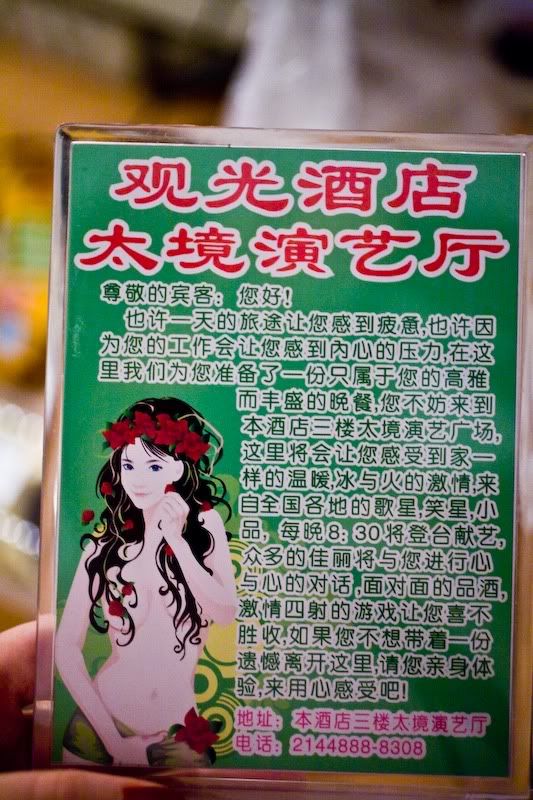 观光酒店
太境演艺厅
尊敬的宾客：您好！
也许一天的旅途让您感到疲惫,也许因
为您的工作会让您感到内心的压力,在这
里我们为您准备了一份只属于您的高雅
而丰盛的晚餐,您不妨来到
本酒店三楼太境演艺广场,
这里将会让您感受到家一
样的温暖,冰与火的激情,来
自全国各地的歌星,笑星,小
品，每晚8:30将登台献艺,
众多的佳丽将与您进行心
与心的对话,面对面的品酒,
激情四射的游戏让您喜不
胜收,如果您不想带着一份
遗憾离开这里,请您亲身体
验,来用心感受吧!
地址：本酒店三楼太境演艺厅
电话：2144888-8308